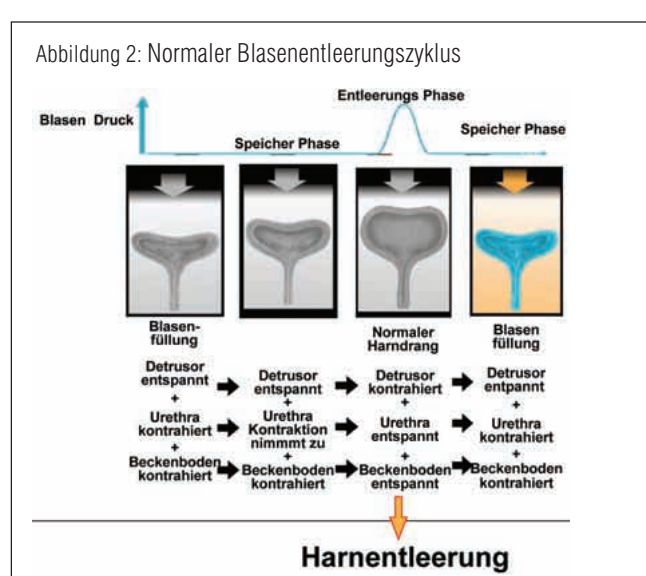 Abbildung 2: Normaler Blasenentleerungszyklus
Entleerungs Phase
Blasen Druck
Speicher Phase
Speicher Phase
Blasen-
füllung
Normaler
Harndrang
Blasen
füllung
Detrusor
entspannt
+
Urethra
kontrahiert
+
Beckenboden
kontrahiert
Detrusor
entspannt
+
Urethra
Kontraktion
nimmmt zu
+
Beckenboden
kontrahiert
Detrusor
kontrahiert
+
Urethra
entspannt
+
Beckenboden
entspannt
Detrusor
entpannt
+
Urethra
kontrahiert
+
Beckenboden
kontrahiert
Harnentleerung